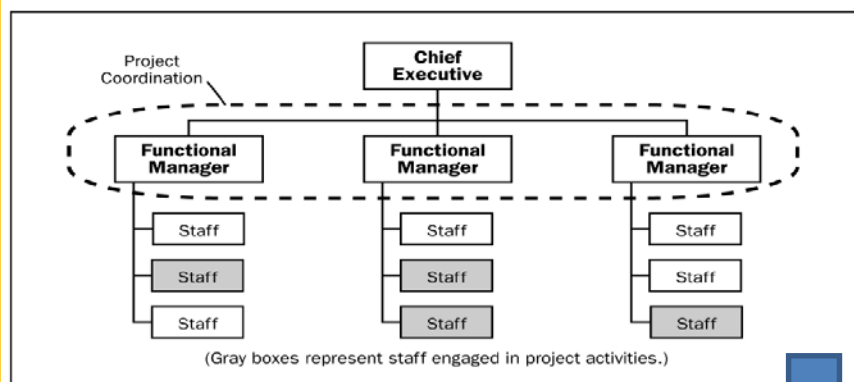 Project
Coordination
Chief
Executive
Functional
Manager
Functional
Manager
Functional
Manager
Staff
Staff
Staff
Staff
Staff
Staff
Staff
Staff
Staff
(Gray boxes represent staff engaged in project activities.)